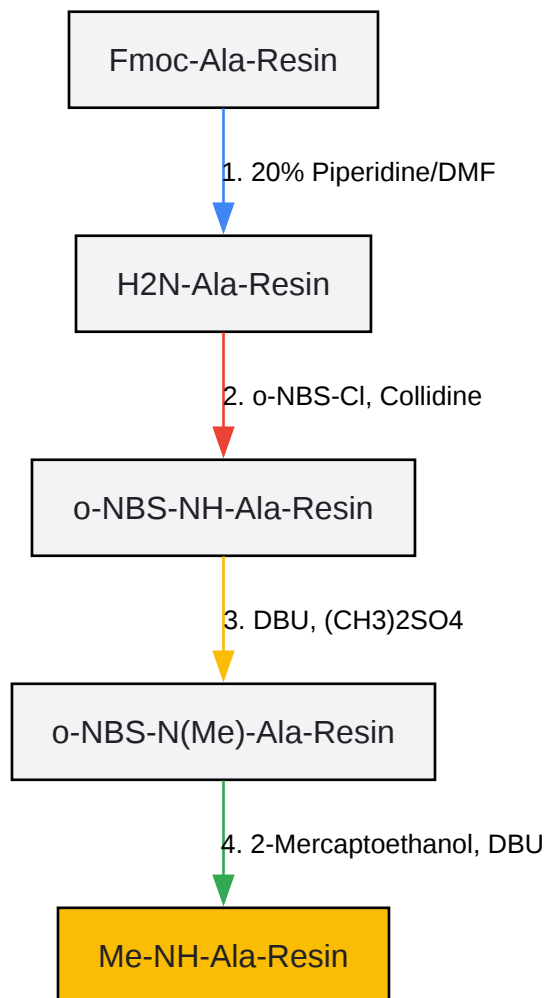 Fmoc-Ala-Resin
1. 20% Piperidine/DMF
H2N-Ala-Resin
2. o-NBS-Cl, Collidine
o-NBS-NH-Ala-Resin
3. DBU, (CH3)2SO4
o-NBS-N(Me)-Ala-Resin
4. 2-Mercaptoethanol, DBU
Me-NH-Ala-Resin